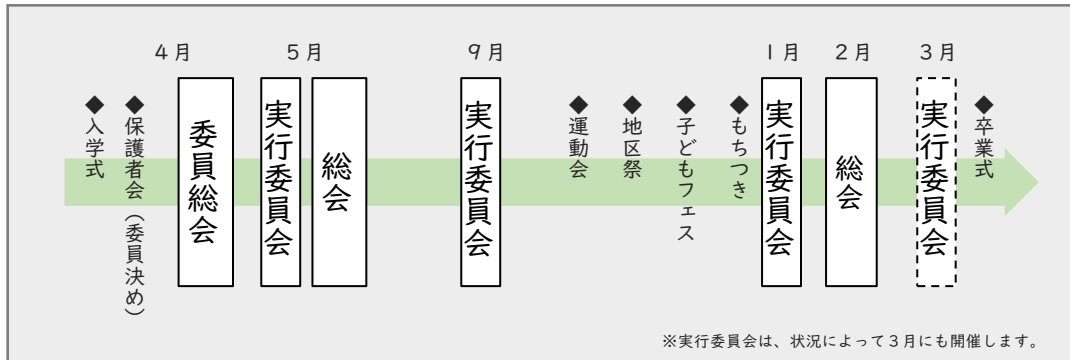 4月
5月
9月
1月
2月
3月
◆入学式
◆保護者会(委員決め)
委員総会
実行委員会
総会
実行委員会
◆運動会
◆地区祭
◆子どもフェス
◆もちつき
実行委員会
総会
実行委員会
◆卒業式
※実行委員会は、状況によって3月にも開催します。